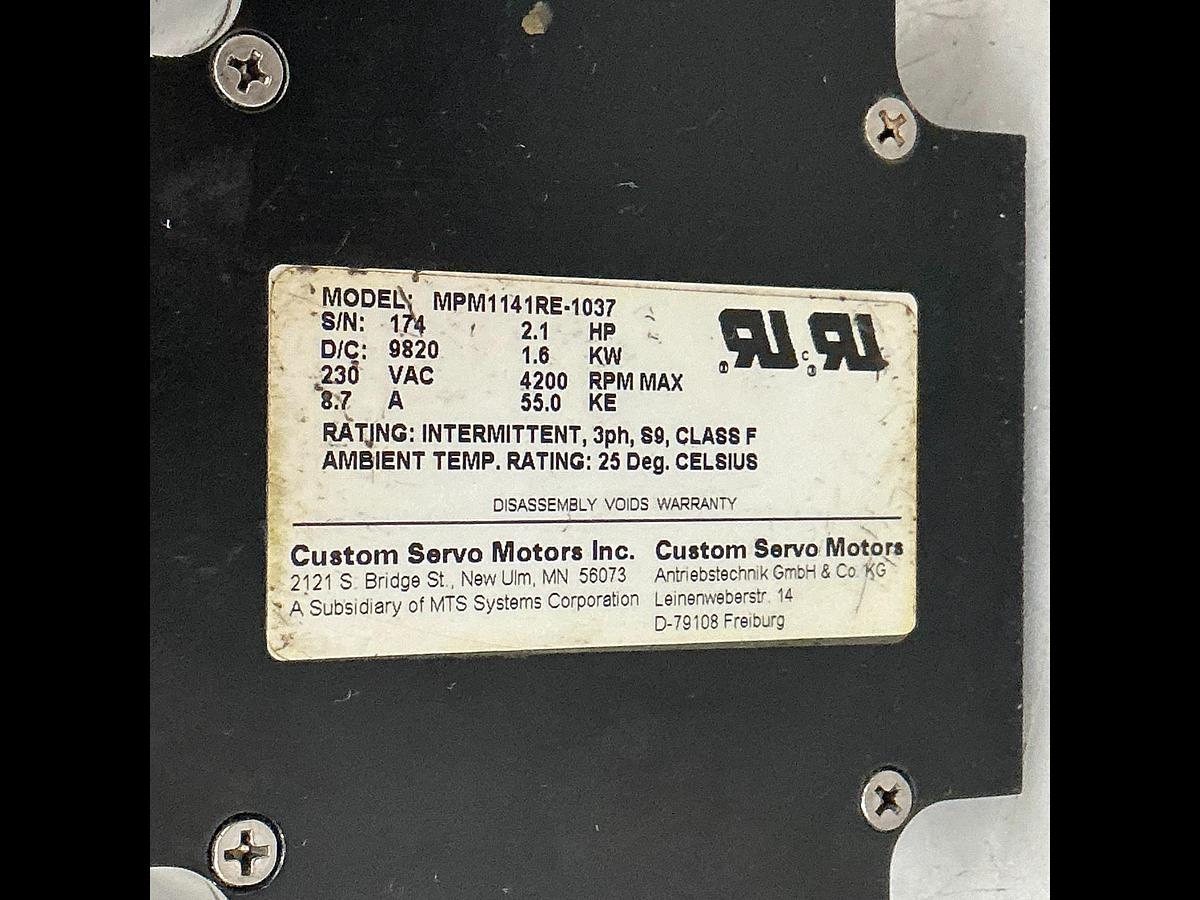 MODEL: MPM1141RE-1037
S/N: 174 2.1 HP
D/C: 9820 1.6 KW
230 VAC 4200 RPM MAX
8.7 A 55.0 KE
RATING: INTERMITTENT, 3ph, S9, CLASS F
AMBIENT TEMP. RATING: 25 Deg. CELSIUS
DISASSEMBLY VOIDS WARRANTY
Custom Servo Motors Inc.
2121 S. Bridge St., New Ulm, MN 56073
A Subsidiary of MTS Systems Corporation
Custom Servo Motors
Antriebstechnik GmbH & Co. KG
Leinenweberstr. 14
D-79108 Freiburg